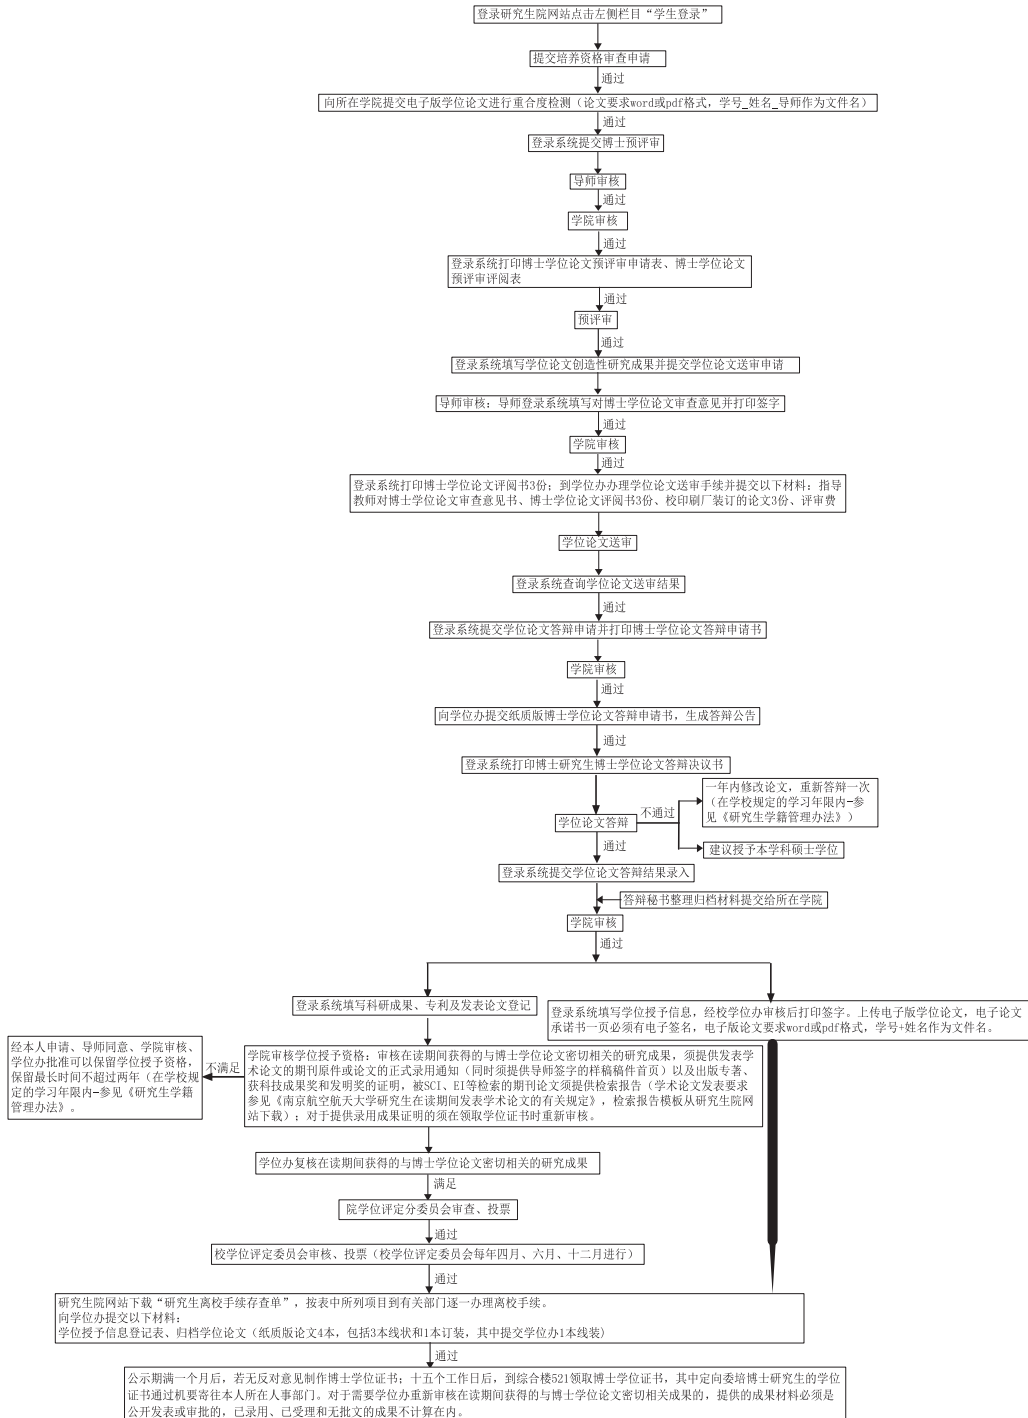 登录研究生院网站点击左侧栏目“学生登录”
提交培养资格审查申请
通过
向所在学院提交电子版学位论文进行重合度检测（论文要求word或pdf格式，学号_姓名_导师作为文件名）
通过
登录系统提交博士预评审
导师审核
通过
学院审核
通过
登录系统打印博士学位论文预评审申请表、博士学位论文
预评审评阅表
通过
预评审
通过
登录系统填写学位论文创造性研究成果并提交学位论文送审申请
导师审核：导师登录系统填写对博士学位论文审查意见并打印签字
通过
学院审核
通过
登录系统打印博士学位论文评阅书3份；到学位办办理学位论文送审手续并提交以下材料：指导
教师对博士学位论文审查意见书、博士学位论文评阅书3份、校印刷厂装订的论文3份、评审费
学位论文送审
登录系统查询学位论文送审结果
通过
登录系统提交学位论文答辩申请并打印博士学位论文答辩申请书
学院审核
通过
向学位办提交纸质版博士学位论文答辩申请书，生成答辩公告
通过
登录系统打印博士研究生博士学位论文答辩决议书
学位论文答辩
不通过
一年内修改论文，重新答辩一次
（在学校规定的学习年限内-参
见《研究生学籍管理办法》）
建议授予本学科硕士学位
通过
登录系统提交学位论文答辩结果录入
答辩秘书整理归档材料提交给所在学院
学院审核
通过
登录系统填写科研成果、专利及发表论文登记
登录系统填写学位授予信息，经校学位办审核后打印签字。上传电子版学位论文，电子论文
承诺书一页必须有电子签名，电子版论文要求word或pdf格式，学号+姓名作为文件名。
学院审核学位授予资格：审核在读期间获得的与博士学位论文密切相关的研究成果，须提供发表学
术论文的期刊原件或论文的正式录用通知（同时须提供导师签字的样稿稿件首页）以及出版专著、
获科技成果奖和发明奖的证明，被SCI、EI等检索的期刊论文须提供检索报告（学术论文发表要求
参见《南京航空航天大学研究生在读期间发表学术论文的有关规定》，检索报告模板从研究生院网
站下载）；对于提供录用成果证明的须在领取学位证书时重新审核。
不满足
经本人申请、导师同意、学院审核、
学位办批准可以保留学位授予资格，
保留最长时间不超过两年（在学校规
定的学习年限内-参见《研究生学籍
管理办法》。
学位办复核在读期间获得的与博士学位论文密切相关的研究成果
满足
院学位评定分委员会审查、投票
通过
校学位评定委员会审核、投票（校学位评定委员会每年四月、六月、十二月进行）
通过
研究生院网站下载“研究生离校手续存查单”，按表中所列项目到有关部门逐一办理离校手续。
向学位办提交以下材料：
学位授予信息登记表、归档学位论文（纸质版论文4本，包括3本线状和1本订装，其中提交学位办1本线装）
通过
公示期满一个月后，若无反对意见制作博士学位证书；十五个工作日后，到综合楼521领取博士学位证书，其中定向委培博士研究生的学位
证书通过机要寄往本人所在人事部门。对于需要学位办重新审核在读期间获得的与博士学位论文密切相关成果的，提供的成果材料必须是
公开发表或审批的，已录用、已受理和无批文的成果不计算在内。